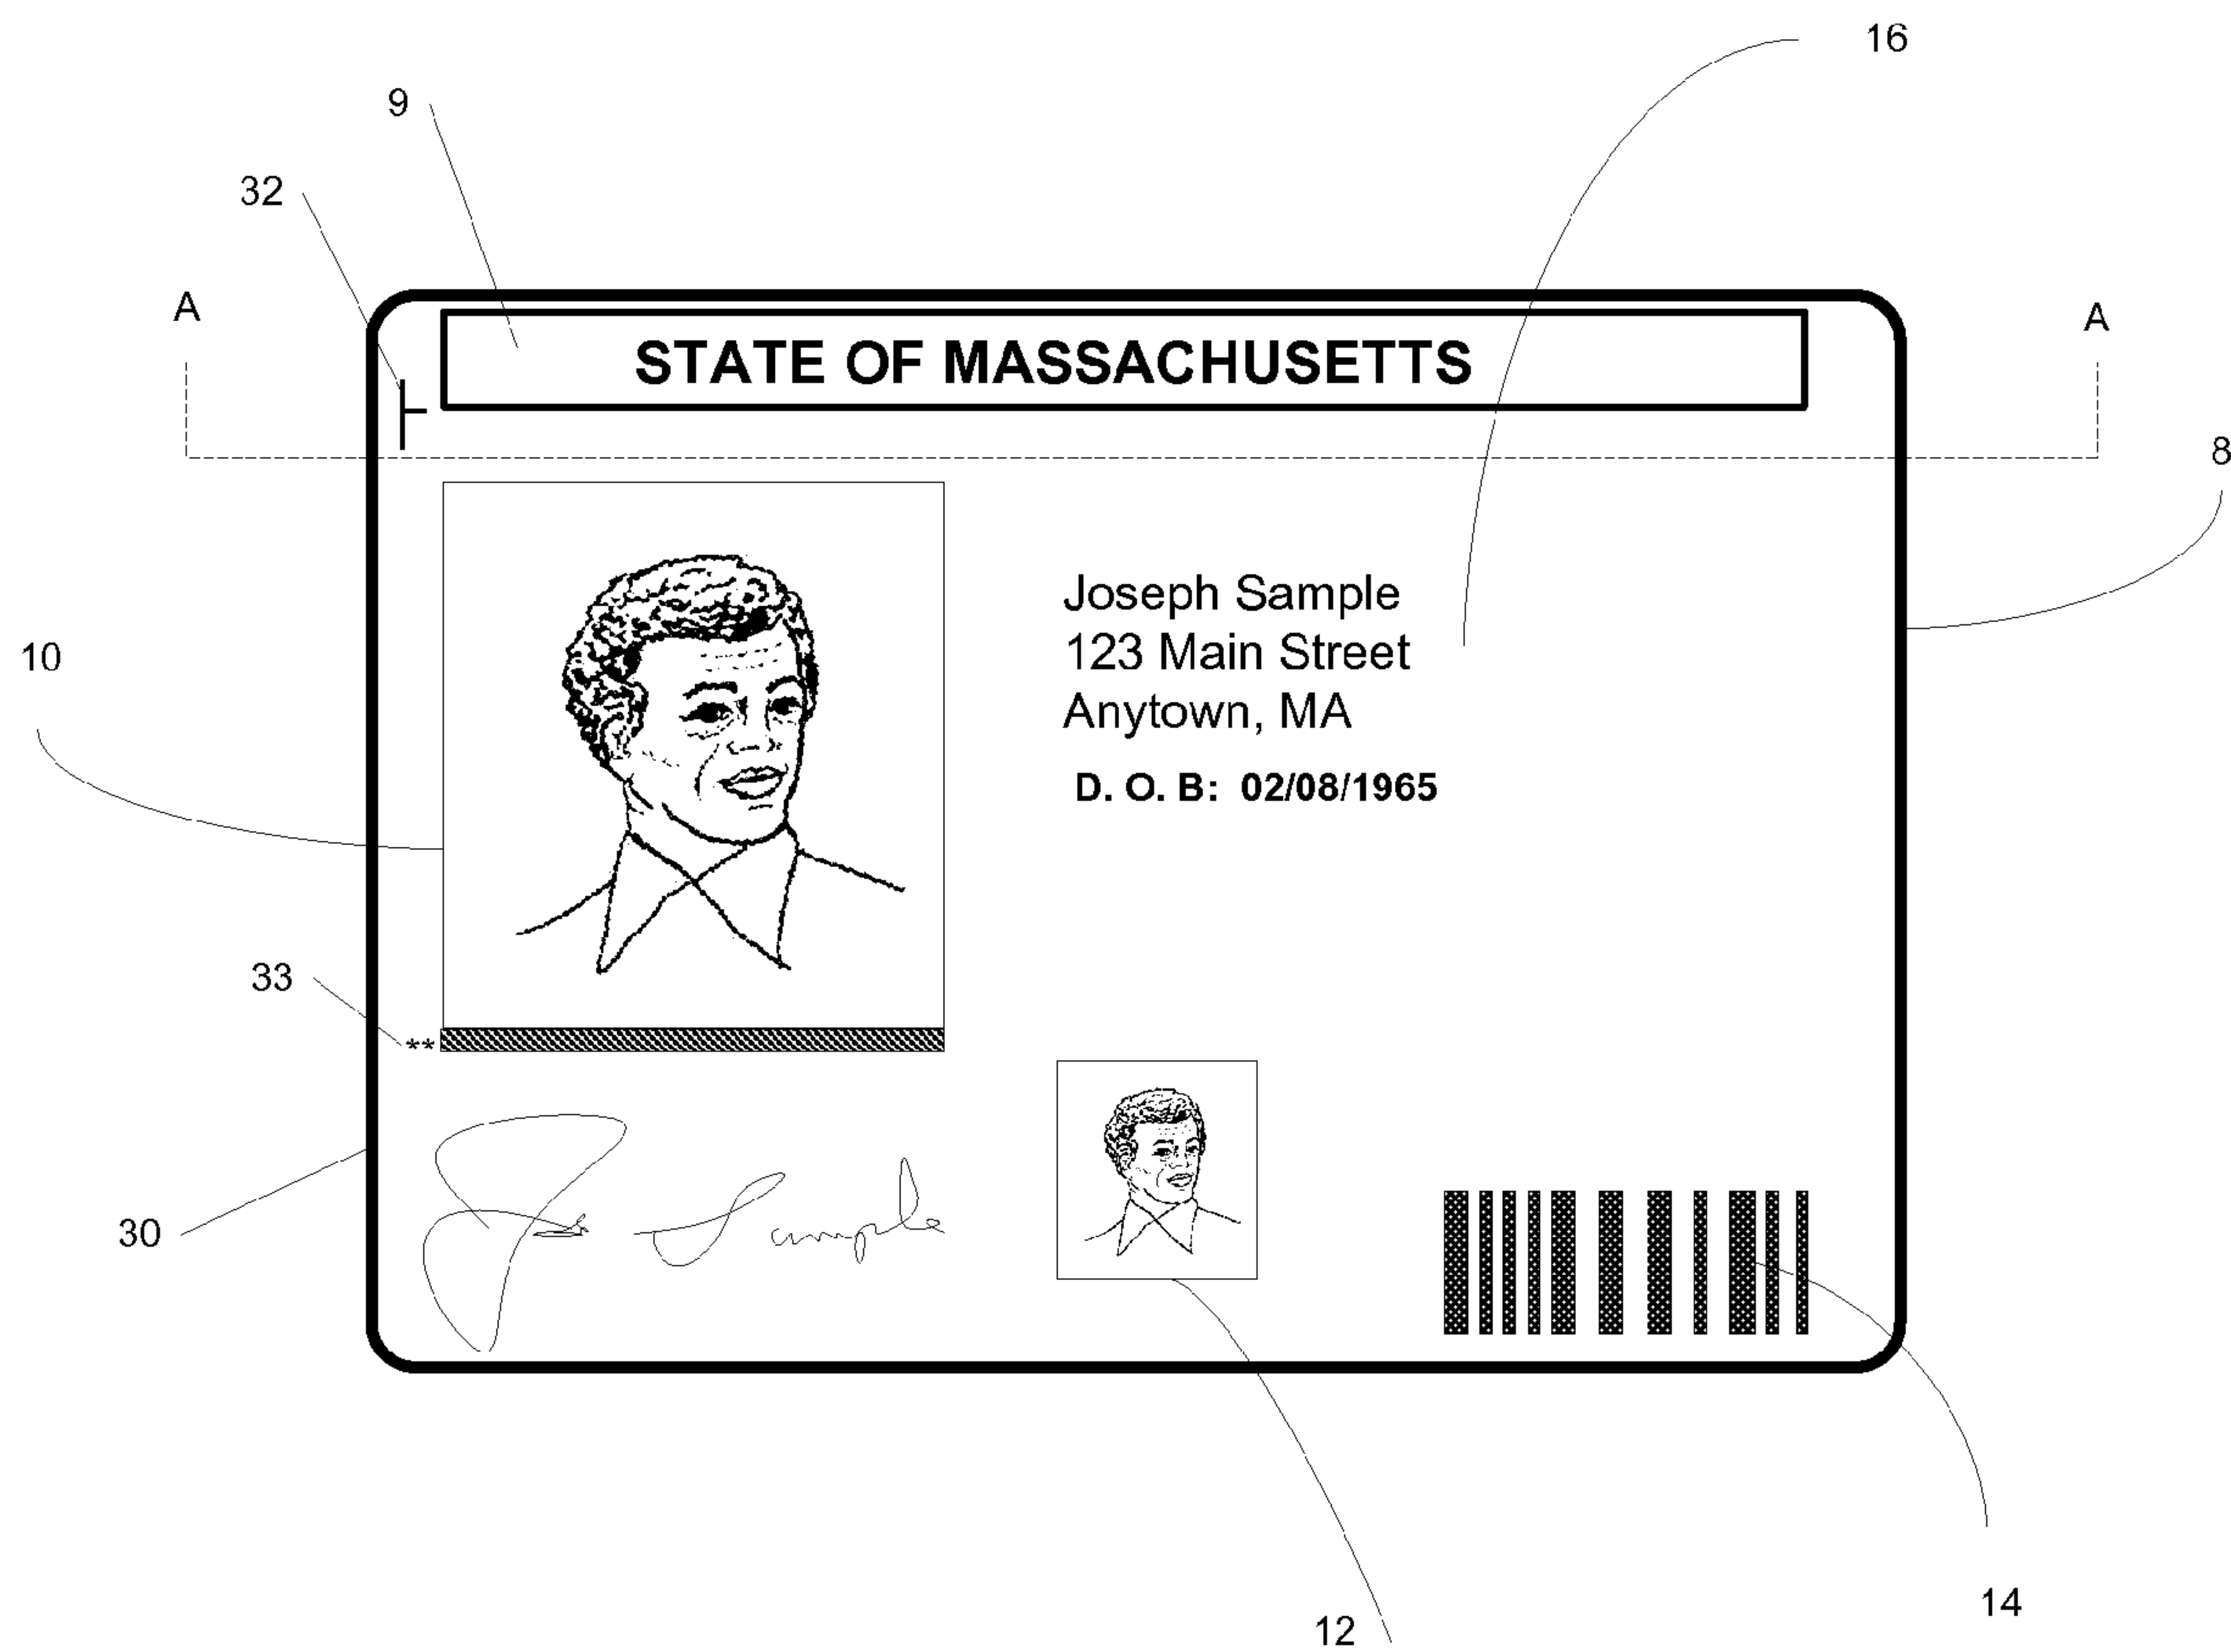 16
9
32
A
A
STATE OF MASSACHUSETTS
8
Joseph Sample
123 Main Street
Anytown, MA
D. O. B: 02/08/1965
10
33
**
Joe Sample
30
14
12